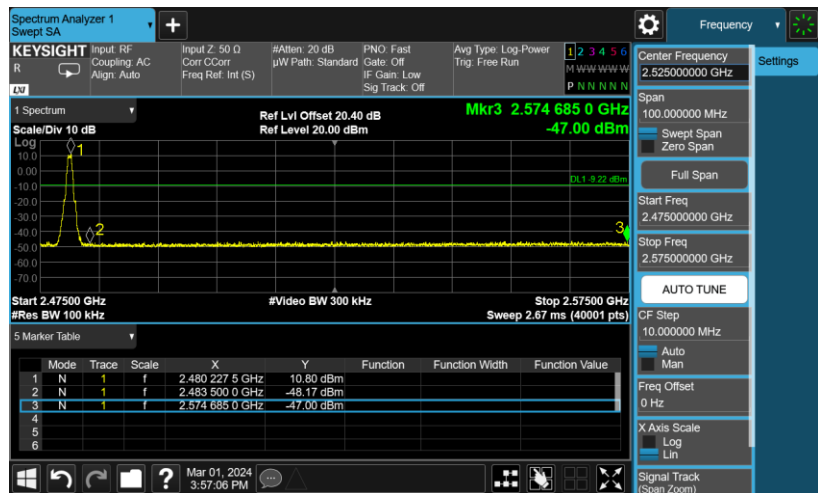 Spectrum Analyzer 1
Swept SA
+
Frequency
KEYSIGHT
R
LXI
Input: RF
Coupling: AC
Align: Auto
Input Z: 50 Ω
Corr CCorr
Freq Ref: Int (S)
#Atten: 20 dB
µW Path: Standard
PNO: Fast
Gate: Off
IF Gain: Low
Sig Track: Off
Avg Type: Log-Power
Trig: Free Run
1 2 3 4 5 6
M W W W W W
P N N N N N
1 Spectrum
Scale/Div 10 dB
Ref Lvl Offset 20.40 dB
Ref Level 20.00 dBm
Mkr3 2.574 685 0 GHz
-47.00 dBm
Log
10.0
0.00
-10.0
-20.0
-30.0
-40.0
-50.0
-60.0
-70.0
1
2
3
DL1 -9.22 dBm
Start 2.47500 GHz
#Res BW 100 kHz
#Video BW 300 kHz
Stop 2.57500 GHz
Sweep 2.67 ms (40001 pts)
5 Marker Table
Mode Trace Scale X Y Function Function Width Function Value
1 N 1 f 2.480 227 5 GHz 10.80 dBm
2 N 1 f 2.483 500 0 GHz -48.17 dBm
3 N 1 f 2.574 685 0 GHz -47.00 dBm
4
5
6
Mar 01, 2024
3:57:06 PM
?
Center Frequency
2.525000000 GHz
Settings
Span
100.000000 MHz
Swept Span
Zero Span
Full Span
Start Freq
2.475000000 GHz
Stop Freq
2.575000000 GHz
AUTO TUNE
CF Step
10.000000 MHz
Auto
Man
Freq Offset
0 Hz
X Axis Scale
Log
Lin
Signal Track
(Span Zoom)